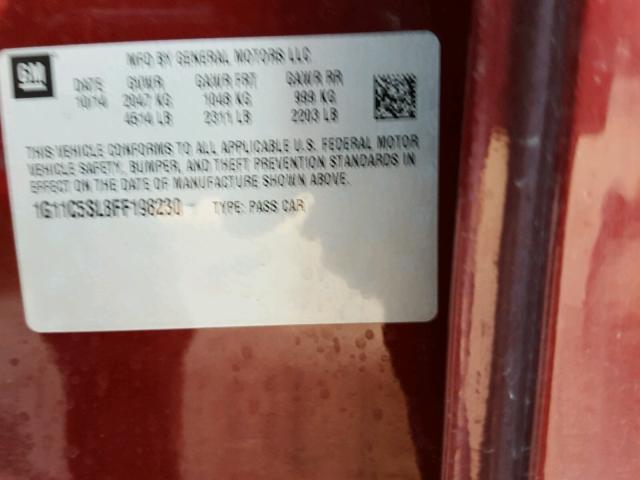 GM
MFD BY GENERAL MOTORS LLC
DATE GVWR GAWR FRT GAWR RR
10/14 2047 KG 1048 KG 999 KG
4514 LB 2311 LB 2203 LB
THIS VEHICLE CONFORMS TO ALL APPLICABLE U.S. FEDERAL MOTOR
VEHICLE SAFETY, BUMPER, AND THEFT PREVENTION STANDARDS IN
EFFECT ON THE DATE OF MANUFACTURE SHOWN ABOVE.
1G11C5SL8FF198230 TYPE: PASS CAR